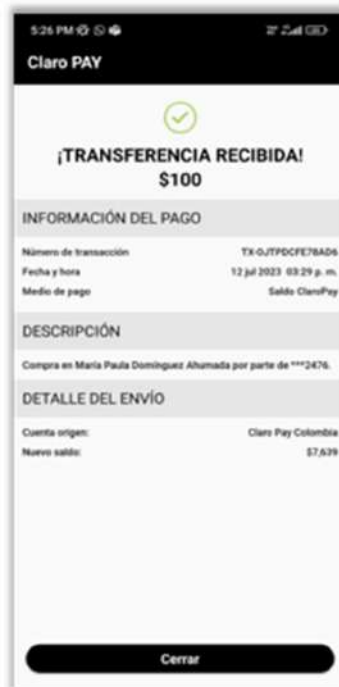 5:26 PM
Claro PAY
¡TRANSFERENCIA RECIBIDA!
$100
INFORMACIÓN DEL PAGO
Número de transacción TX-OJTPDCFE78AD6
Fecha y hora 12 jul 2023 03:29 p. m.
Medio de pago Saldo ClaroPay
DESCRIPCIÓN
Compra en María Paula Domínguez Ahumada por parte de ***2476.
DETALLE DEL ENVÍO
Cuenta origen: Claro Pay Colombia
Nuevo saldo: $7,639
Cerrar